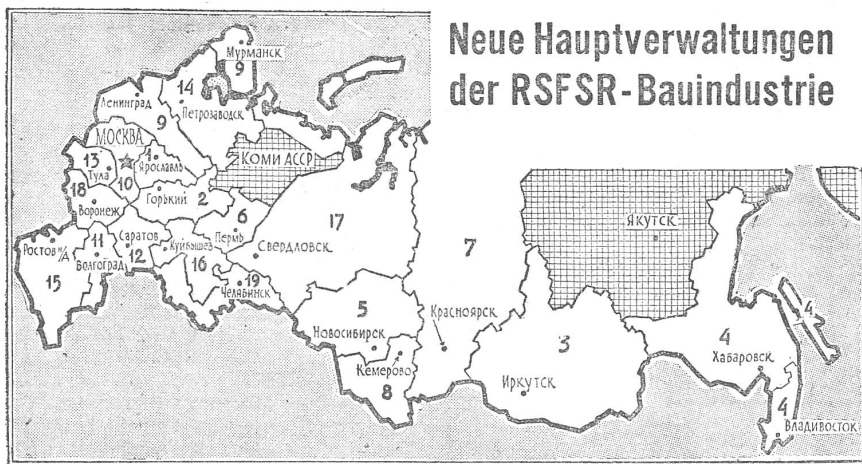 Neue Hauptverwaltungen
der RSFSR-Bauindustrie
Мурманск
9
14
Ленинград
Петрозаводск
9
МОСКВА
КОМИ АССР
13
1
Ярославль
Тула
10
18
Горький
2
Воронеж
6
Пермь
17
ЯКУТСК
Ростов н/Д
11
Саратов
Куйбышев
Свердловск
7
Волгоград
12
16
19
Челябинск
15
5
Красноярск
4
Новосибирск
3
4
Хабаровск
Кемерово
8
Иркутск
4
Владивосток